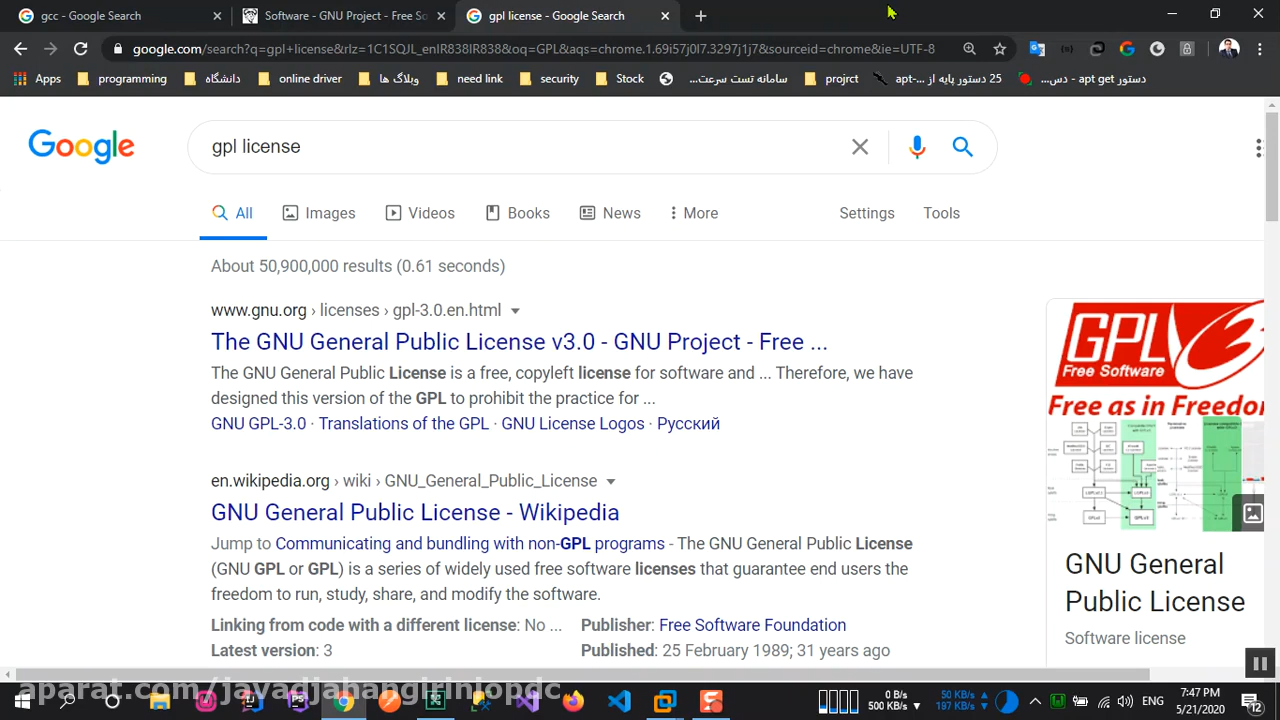 gcc - Google Search
Software - GNU Project - Free So
gpl license - Google Search
google.com/search?q=gpl+license&rlz=1C1SQJL_enIR838IR838&oq=GPL&aqs=chrome.1.69i57j0l7.3297j1j7&sourceid=chrome&ie=UTF-8
Apps
programming
دانشگاه
online driver
وبلاگ ها
need link
security
Stock
سامانه تست سرعت...
projct
25 دستور پایه از ...-apt
دستور apt get - دس...
Google
gpl license
All
Images
Videos
Books
News
More
Settings
Tools
About 50,900,000 results (0.61 seconds)
www.gnu.org › licenses › gpl-3.0.en.html
The GNU General Public License v3.0 - GNU Project - Free ...
The GNU General Public License is a free, copyleft license for software and ... Therefore, we have
designed this version of the GPL to prohibit the practice for ...
GNU GPL-3.0 · Translations of the GPL · GNU License Logos · Русский
en.wikipedia.org › wiki › GNU_General_Public_License
GNU General Public License - Wikipedia
Jump to Communicating and bundling with non-GPL programs - The GNU General Public License
(GNU GPL or GPL) is a series of widely used free software licenses that guarantee end users the
freedom to run, study, share, and modify the software.
Linking from code with a different license: No ...
Publisher: Free Software Foundation
Latest version: 3
Published: 25 February 1989; 31 years ago
GPL 3
Free Software
Free as in Freedo
GNU General
Public License
Software license
aparat.com/javadjahangiriniopdc
0 B/s
500 KB/s
50 KB/s
197 KB/s
ENG
7:47 PM
5/21/2020
12